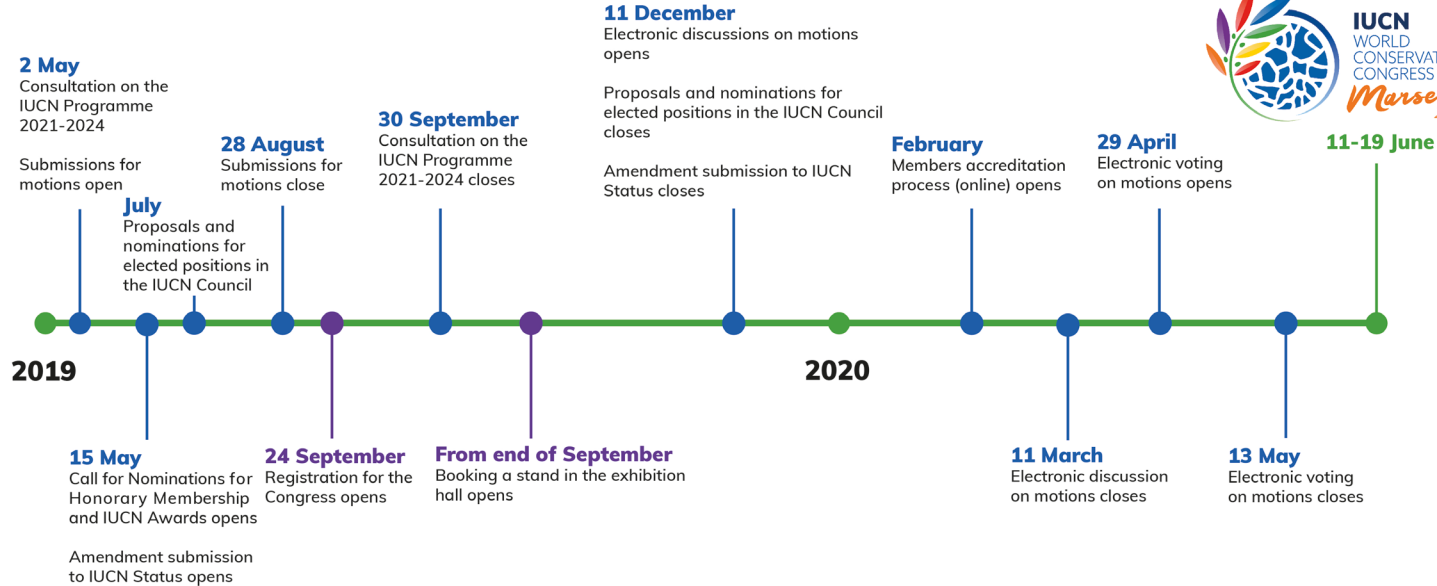 11 December
Electronic discussions on motions
opens
Proposals and nominations for
elected positions in the IUCN Council
closes
Amendment submission to IUCN
Status closes
IUCN
WORLD
CONSERVAT
CONGRESS
Marse
2 May
Consultation on the
IUCN Programme
2021-2024
Submissions for
motions open
July
Proposals and
nominations for
elected positions in
the IUCN Council
28 August
Submissions for
motions close
30 September
Consultation on the
IUCN Programme
2021-2024 closes
February
Members accreditation
process (online) opens
29 April
Electronic voting
on motions opens
11-19 June
2019
2020
15 May
Call for Nominations for
Honorary Membership
and IUCN Awards opens
Amendment submission
to IUCN Status opens
24 September
Registration for the
Congress opens
From end of September
Booking a stand in the exhibition
hall opens
11 March
Electronic discussion
on motions closes
13 May
Electronic voting
on motions closes